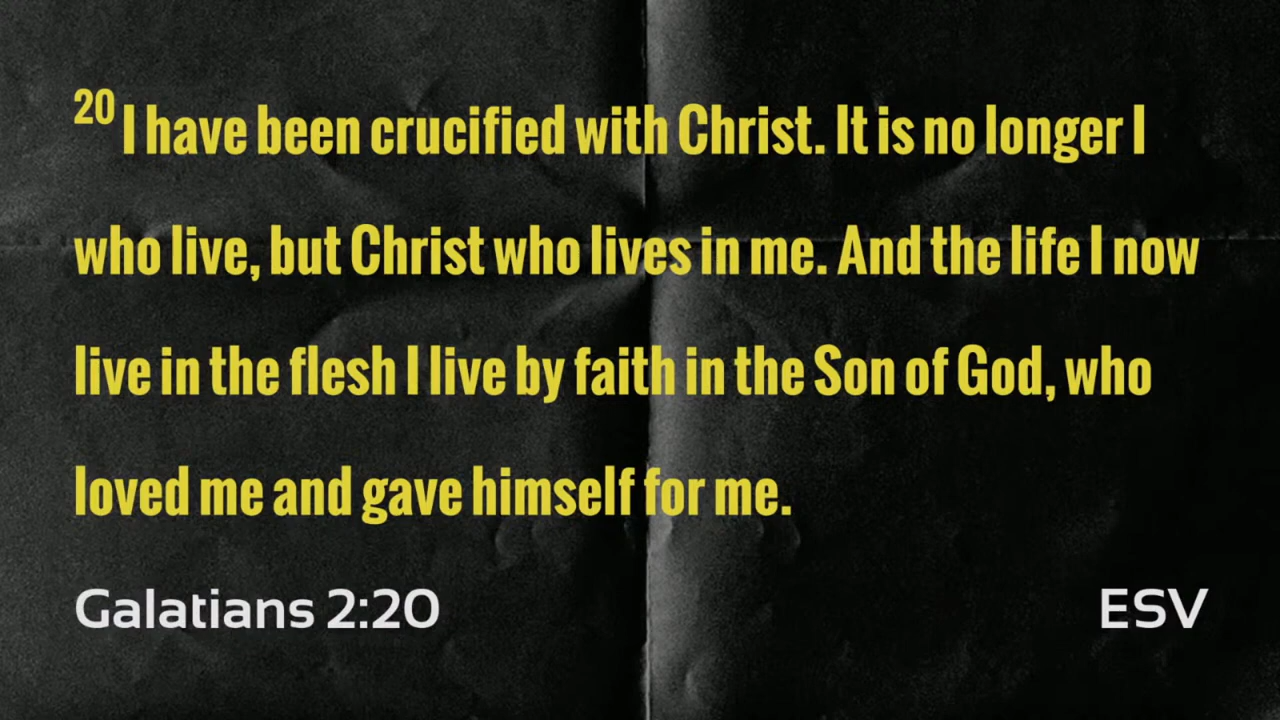 20 I have been crucified with Christ. It is no longer I
who live, but Christ who lives in me. And the life I now
live in the flesh I live by faith in the Son of God, who
loved me and gave himself for me.
Galatians 2:20 ESV